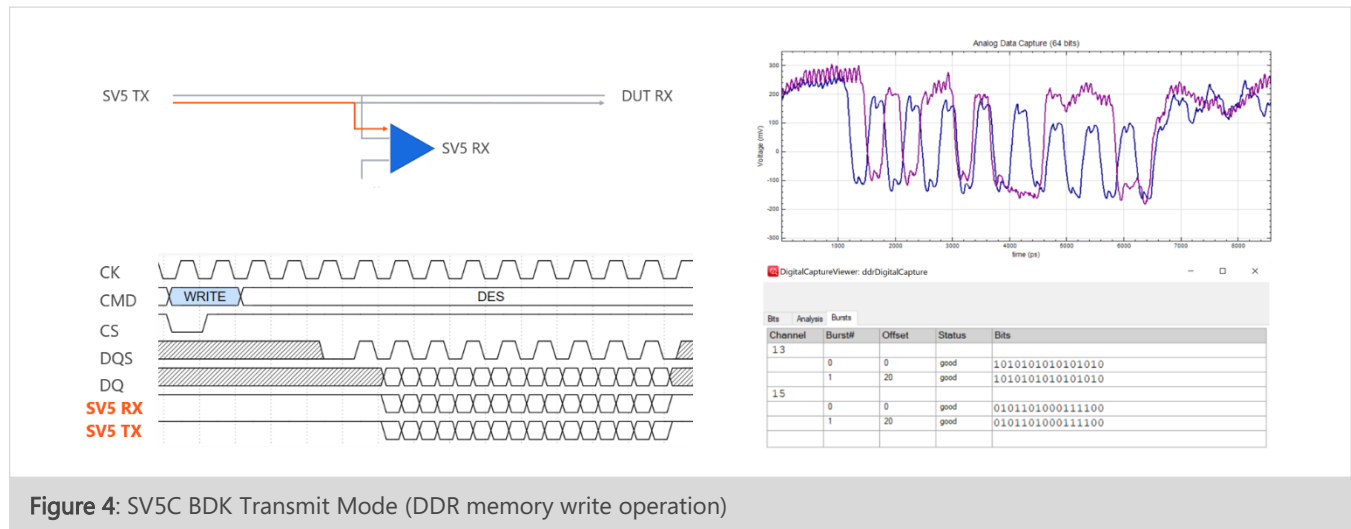 SV5 TX
DUT RX
SV5 RX
Analog Data Capture (64 bits)
Voltage (mV)
300
200
100
0
-100
-200
-300
1000 2000 3000 4000 5000 6000 7000 8000
time (ps)
CK
CMD WRITE DES
CS
DQS
DQ
SV5 RX
SV5 TX
DigitalCaptureViewer: ddrDigitalCapture
Bits Analysis Bursts
Channel Burst# Offset Status Bits
13
0 0 good 1010101010101010
1 20 good 1010101010101010
15
0 0 good 0101101000111100
1 20 good 0101101000111100
Figure 4: SV5C BDK Transmit Mode (DDR memory write operation)